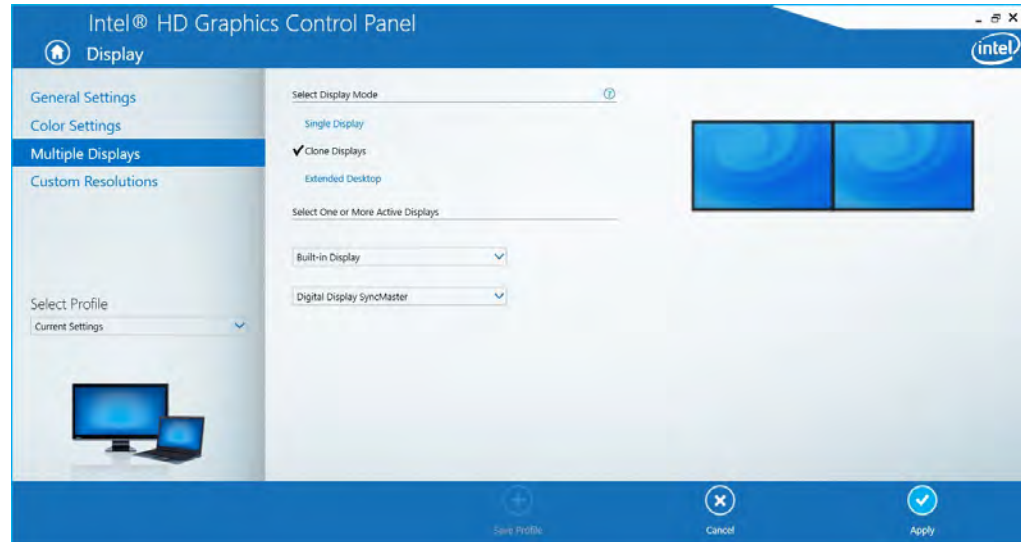 Intel® HD Graphics Control Panel
Display
intel
General Settings
Color Settings
Multiple Displays
Custom Resolutions
Select Profile
Current Settings
Select Display Mode
Single Display
Clone Displays
Extended Desktop
Select One or More Active Displays
Built-in Display
Digital Display SyncMaster
Save Profile
Cancel
Apply